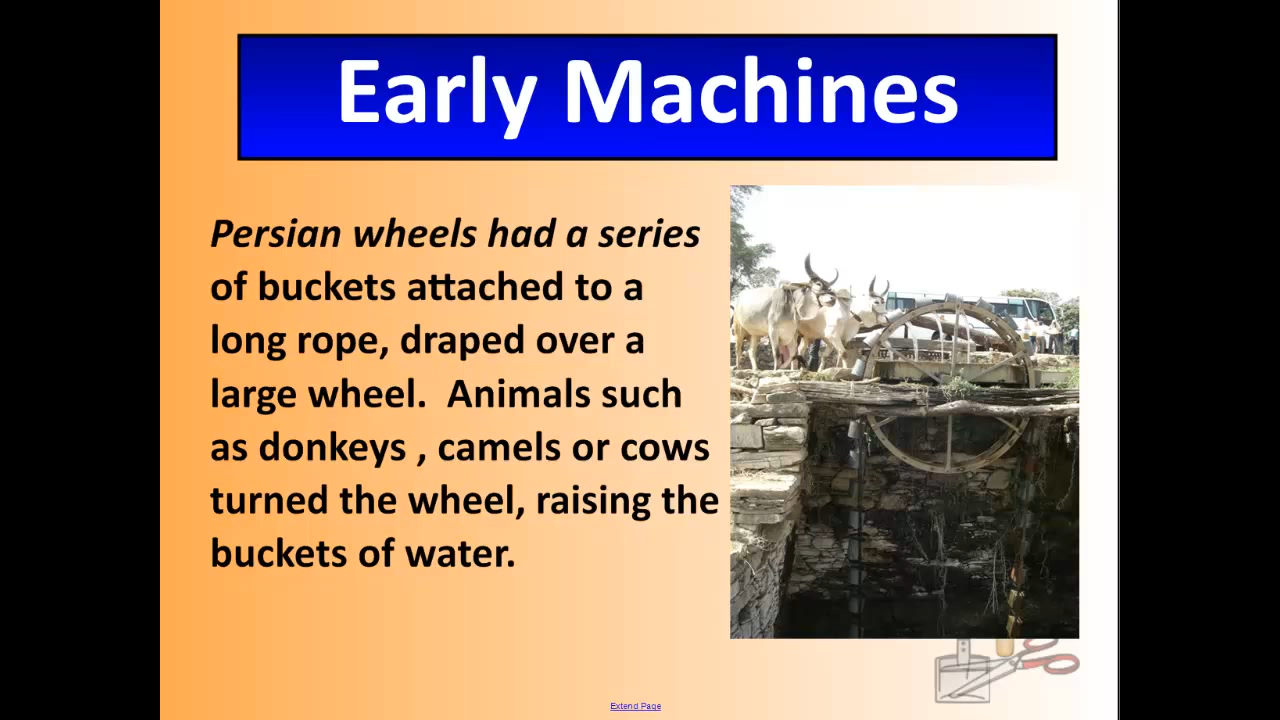 Early Machines
Persian wheels had a series
of buckets attached to a
long rope, draped over a
large wheel.  Animals such
as donkeys , camels or cows
turned the wheel, raising the
buckets of water.
Extend Page